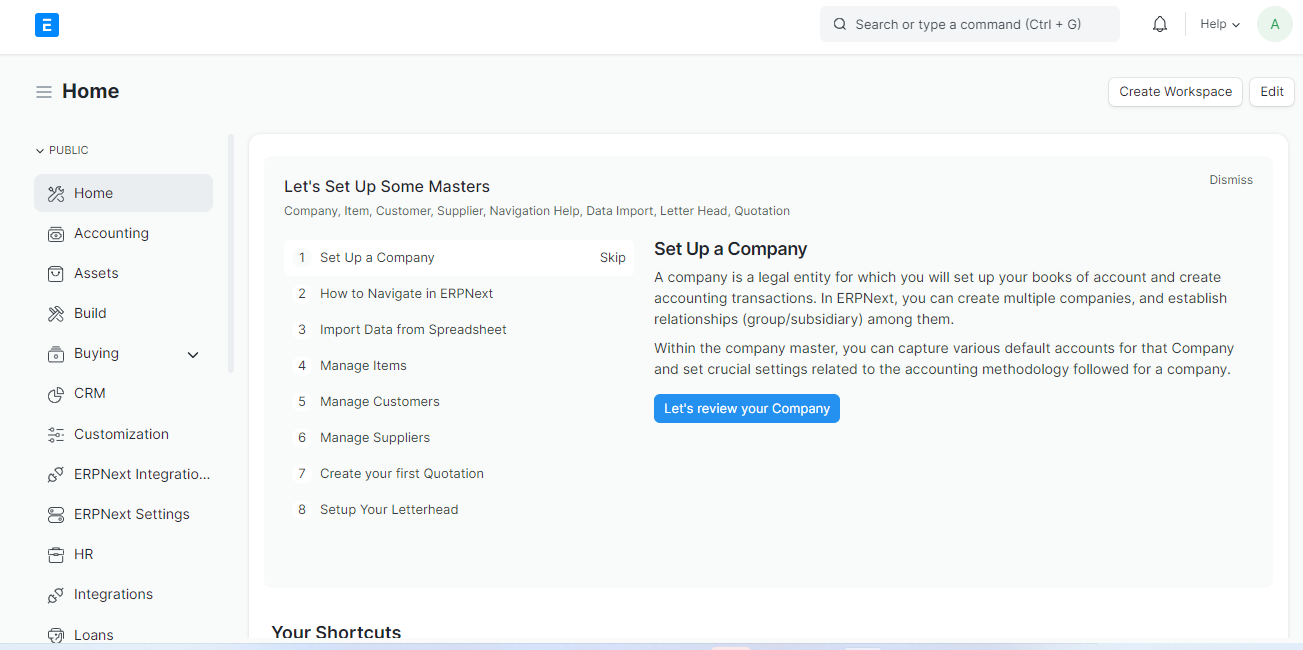 E
Search or type a command (Ctrl + G)
Help
A
Home
Create Workspace
Edit
PUBLIC
Home
Accounting
Assets
Build
Buying
CRM
Customization
ERPNext Integratio...
ERPNext Settings
HR
Integrations
Loans
Let's Set Up Some Masters
Dismiss
Company, Item, Customer, Supplier, Navigation Help, Data Import, Letter Head, Quotation
1 Set Up a Company Skip
2 How to Navigate in ERPNext
3 Import Data from Spreadsheet
4 Manage Items
5 Manage Customers
6 Manage Suppliers
7 Create your first Quotation
8 Setup Your Letterhead
Set Up a Company
A company is a legal entity for which you will set up your books of account and create
accounting transactions. In ERPNext, you can create multiple companies, and establish
relationships (group/subsidiary) among them.
Within the company master, you can capture various default accounts for that Company
and set crucial settings related to the accounting methodology followed for a company.
Let's review your Company
Your Shortcuts